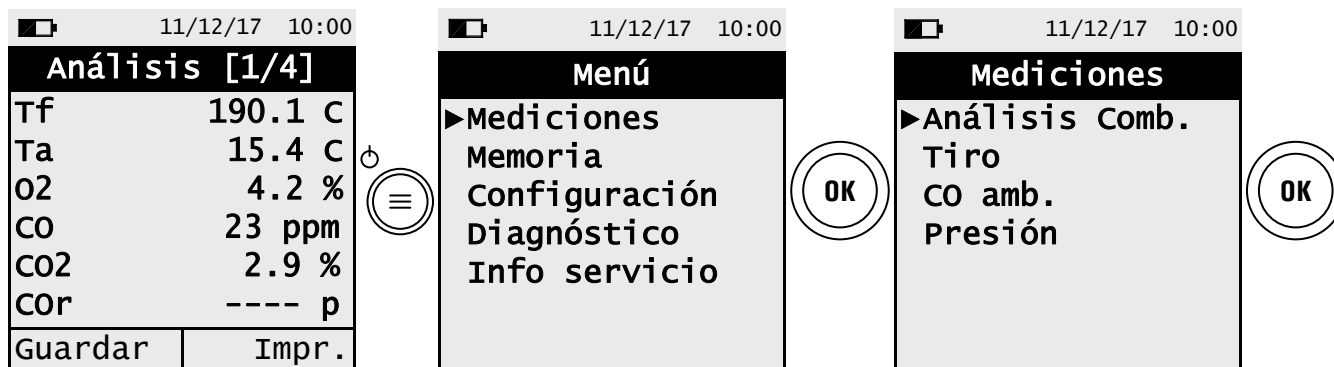 11/12/17 10:00
Análisis [1/4]
Tf 190.1 C
Ta 15.4 C
O2 4.2 %
CO 23 ppm
CO2 2.9 %
COr ---- p
Guardar Impr.
11/12/17 10:00
Menú
Mediciones
Memoria
Configuración
Diagnóstico
Info servicio
OK
11/12/17 10:00
Mediciones
Análisis Comb.
Tiro
CO amb.
Presión
OK